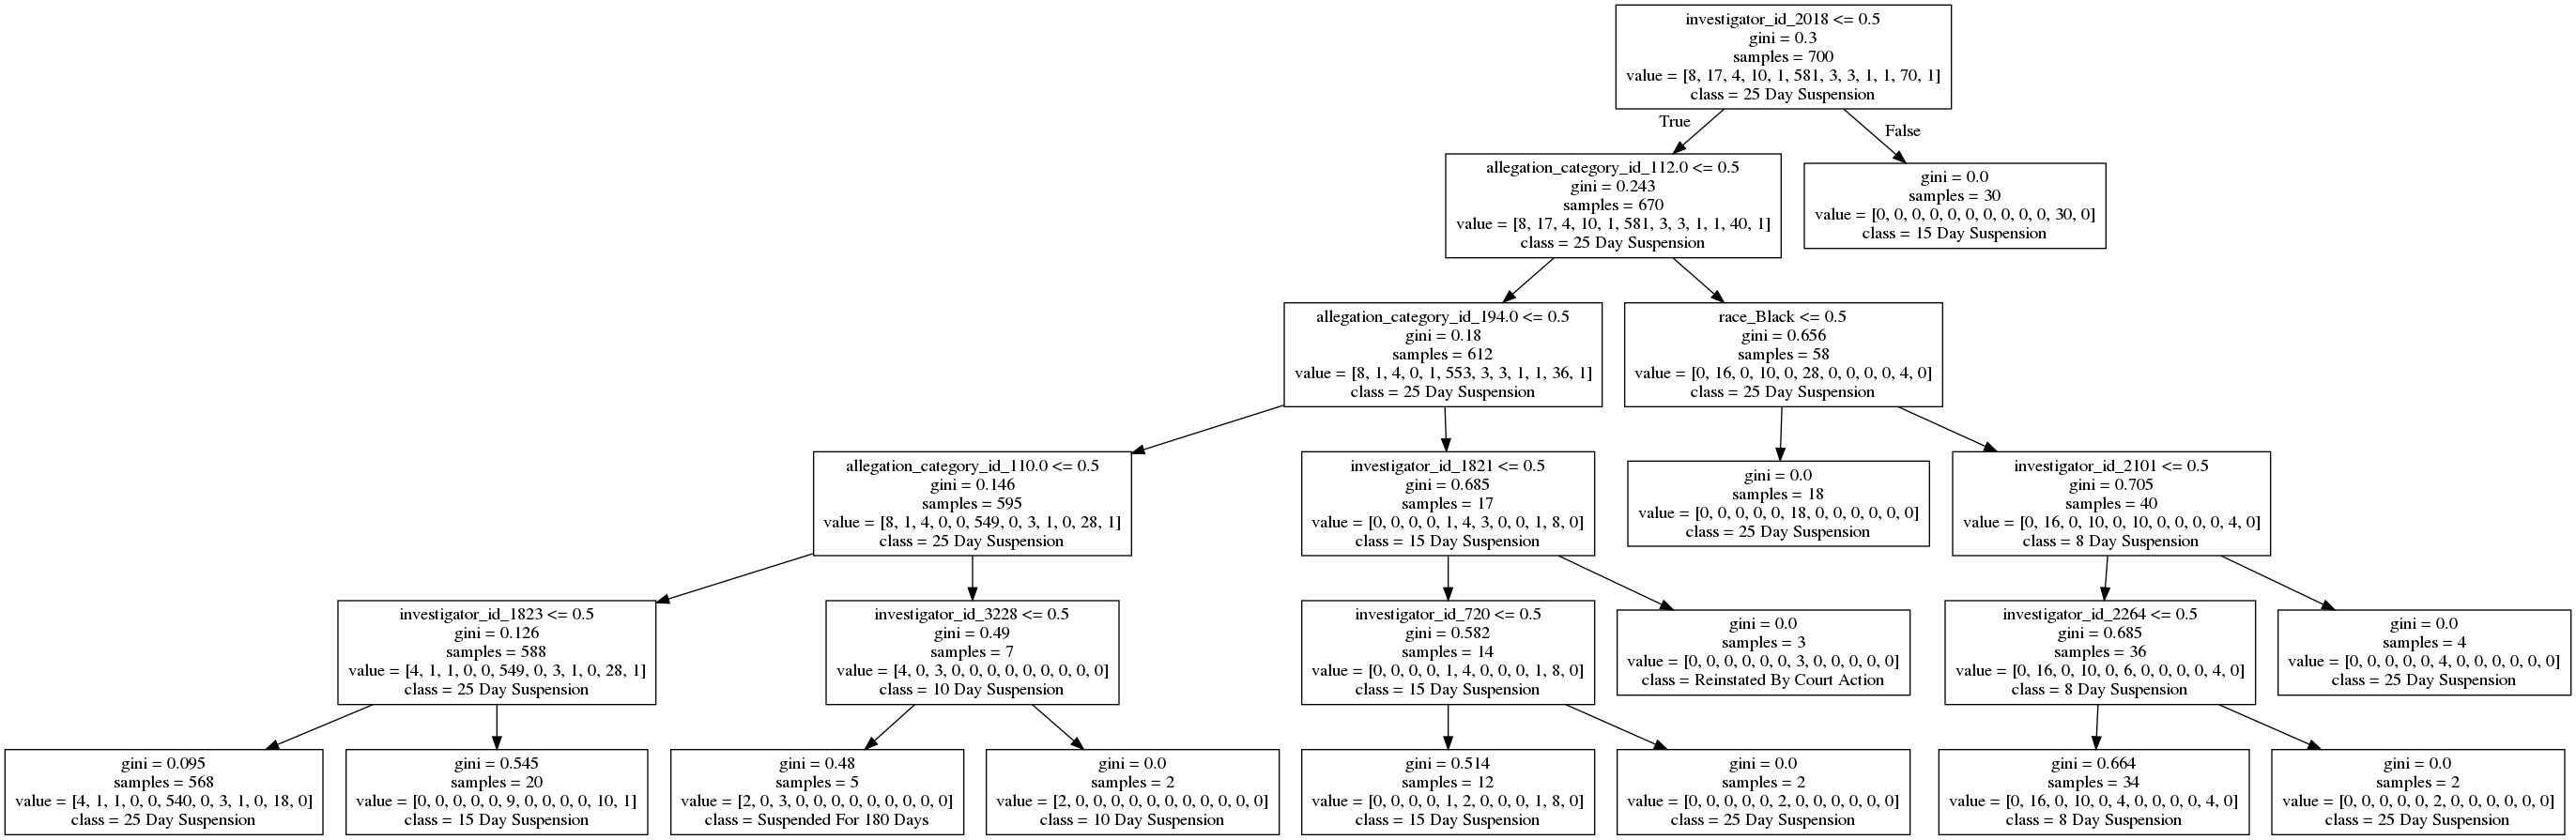 investigator_id_2018 <= 0.5
gini = 0.3
samples = 700
value = [8, 17, 4, 10, 1, 581, 3, 3, 1, 1, 70, 1]
class = 25 Day Suspension
True
False
allegation_category_id_112.0 <= 0.5
gini = 0.243
samples = 670
value = [8, 17, 4, 10, 1, 581, 3, 3, 1, 1, 40, 1]
class = 25 Day Suspension
gini = 0.0
samples = 30
value = [0, 0, 0, 0, 0, 0, 0, 0, 0, 0, 30, 0]
class = 15 Day Suspension
allegation_category_id_194.0 <= 0.5
gini = 0.18
samples = 612
value = [8, 1, 4, 0, 1, 553, 3, 3, 1, 1, 36, 1]
class = 25 Day Suspension
race_Black <= 0.5
gini = 0.656
samples = 58
value = [0, 16, 0, 10, 0, 28, 0, 0, 0, 0, 4, 0]
class = 25 Day Suspension
allegation_category_id_110.0 <= 0.5
gini = 0.146
samples = 595
value = [8, 1, 4, 0, 0, 549, 0, 3, 1, 0, 28, 1]
class = 25 Day Suspension
investigator_id_1821 <= 0.5
gini = 0.685
samples = 17
value = [0, 0, 0, 0, 1, 4, 3, 0, 0, 1, 8, 0]
class = 15 Day Suspension
gini = 0.0
samples = 18
value = [0, 0, 0, 0, 0, 18, 0, 0, 0, 0, 0, 0]
class = 25 Day Suspension
investigator_id_2101 <= 0.5
gini = 0.705
samples = 40
value = [0, 16, 0, 10, 0, 10, 0, 0, 0, 0, 4, 0]
class = 8 Day Suspension
investigator_id_1823 <= 0.5
gini = 0.126
samples = 588
value = [4, 1, 1, 0, 0, 549, 0, 3, 1, 0, 28, 1]
class = 25 Day Suspension
investigator_id_3228 <= 0.5
gini = 0.49
samples = 7
value = [4, 0, 3, 0, 0, 0, 0, 0, 0, 0, 0, 0]
class = 10 Day Suspension
investigator_id_720 <= 0.5
gini = 0.582
samples = 14
value = [0, 0, 0, 0, 1, 4, 0, 0, 0, 1, 8, 0]
class = 15 Day Suspension
gini = 0.0
samples = 3
value = [0, 0, 0, 0, 0, 0, 3, 0, 0, 0, 0, 0]
class = Reinstated By Court Action
investigator_id_2264 <= 0.5
gini = 0.685
samples = 36
value = [0, 16, 0, 10, 0, 6, 0, 0, 0, 0, 4, 0]
class = 8 Day Suspension
gini = 0.0
samples = 4
value = [0, 0, 0, 0, 0, 4, 0, 0, 0, 0, 0, 0]
class = 25 Day Suspension
gini = 0.095
samples = 568
value = [4, 1, 1, 0, 0, 540, 0, 3, 1, 0, 18, 0]
class = 25 Day Suspension
gini = 0.545
samples = 20
value = [0, 0, 0, 0, 0, 9, 0, 0, 0, 0, 10, 1]
class = 15 Day Suspension
gini = 0.48
samples = 5
value = [2, 0, 3, 0, 0, 0, 0, 0, 0, 0, 0, 0]
class = Suspended For 180 Days
gini = 0.0
samples = 2
value = [2, 0, 0, 0, 0, 0, 0, 0, 0, 0, 0, 0]
class = 10 Day Suspension
gini = 0.514
samples = 12
value = [0, 0, 0, 0, 1, 2, 0, 0, 0, 1, 8, 0]
class = 15 Day Suspension
gini = 0.0
samples = 2
value = [0, 0, 0, 0, 0, 2, 0, 0, 0, 0, 0, 0]
class = 25 Day Suspension
gini = 0.664
samples = 34
value = [0, 16, 0, 10, 0, 4, 0, 0, 0, 0, 4, 0]
class = 8 Day Suspension
gini = 0.0
samples = 2
value = [0, 0, 0, 0, 0, 2, 0, 0, 0, 0, 0, 0]
class = 25 Day Suspension